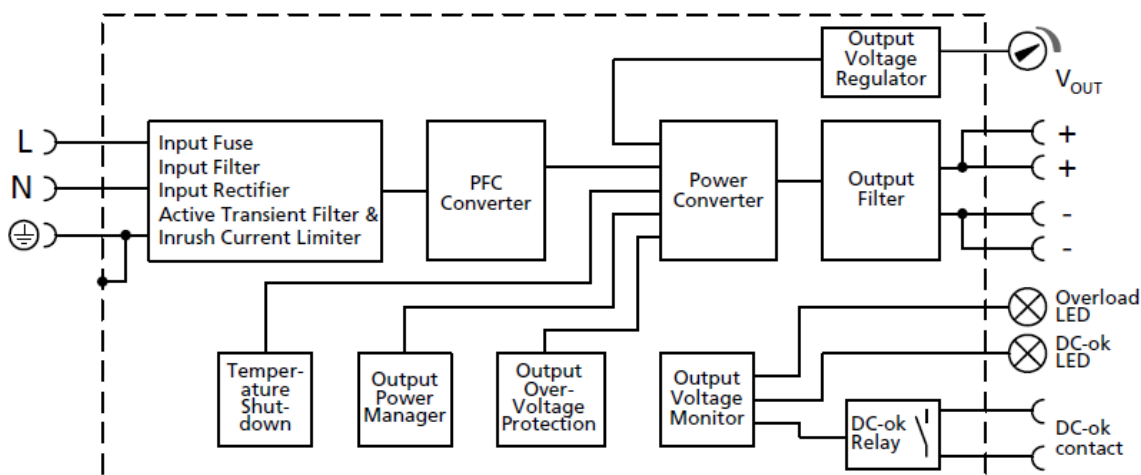 Output
Voltage
Regulator
VOUT
L
N
Input Fuse
Input Filter
Input Rectifier
Active Transient Filter &
Inrush Current Limiter
PFC
Converter
Power
Converter
Output
Filter
+
+
-
-
Overload
LED
DC-ok
LED
Temper-
ature
Shut-
down
Output
Power
Manager
Output
Over-
Voltage
Protection
Output
Voltage
Monitor
DC-ok
Relay
DC-ok
contact